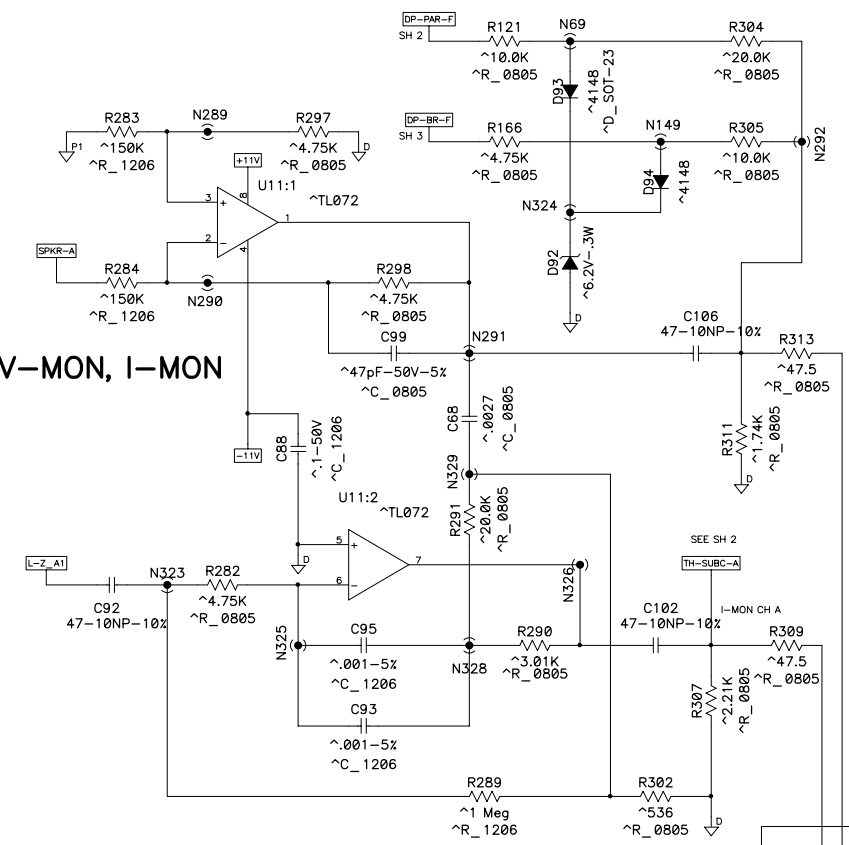 DP-PAR-F
SH 2
R121
^10.0K
^R_0805
N69
D93
^4148
^D_SOT-23
R304
^20.0K
^R_0805
DP-BR-F
SH 3
R166
^4.75K
^R_0805
N149
R305
^10.0K
^R_0805
N292
D94
^4148
N324
D92
^6.2V-.3W
D
R283
^150K
^R_1206
P1
N289
R297
^4.75K
^R_0805
D
+11V
U11:1
^TL072
3
+
8
1
2
-
4
SPKR-A
R284
^150K
^R_1206
N290
R298
^4.75K
^R_0805
C99
^47pF-50V-5%
^C_0805
N291
C106
47-10NP-10%
R313
^47.5
^R_0805
V-MON, I-MON
R311
^1.74K
^R_0805
D
C68
^.0027
^C_0805
C88
^.1-50V
^C_1206
-11V
N329
R291
^20.0K
^R_0805
U11:2
^TL072
5
+
7
6
-
D
N326
SEE SH 2
TH-SUBC-A
L-Z_A1
C92
47-10NP-10%
N323
R282
^4.75K
^R_0805
N325
C95
^.001-5%
^C_1206
N328
R290
^3.01K
^R_0805
C102
47-10NP-10%
I-MON CH A
R309
^47.5
^R_0805
R307
^2.21K
^R_0805
C93
^.001-5%
^C_1206
R289
^1 Meg
^R_1206
R302
^536
^R_0805
D